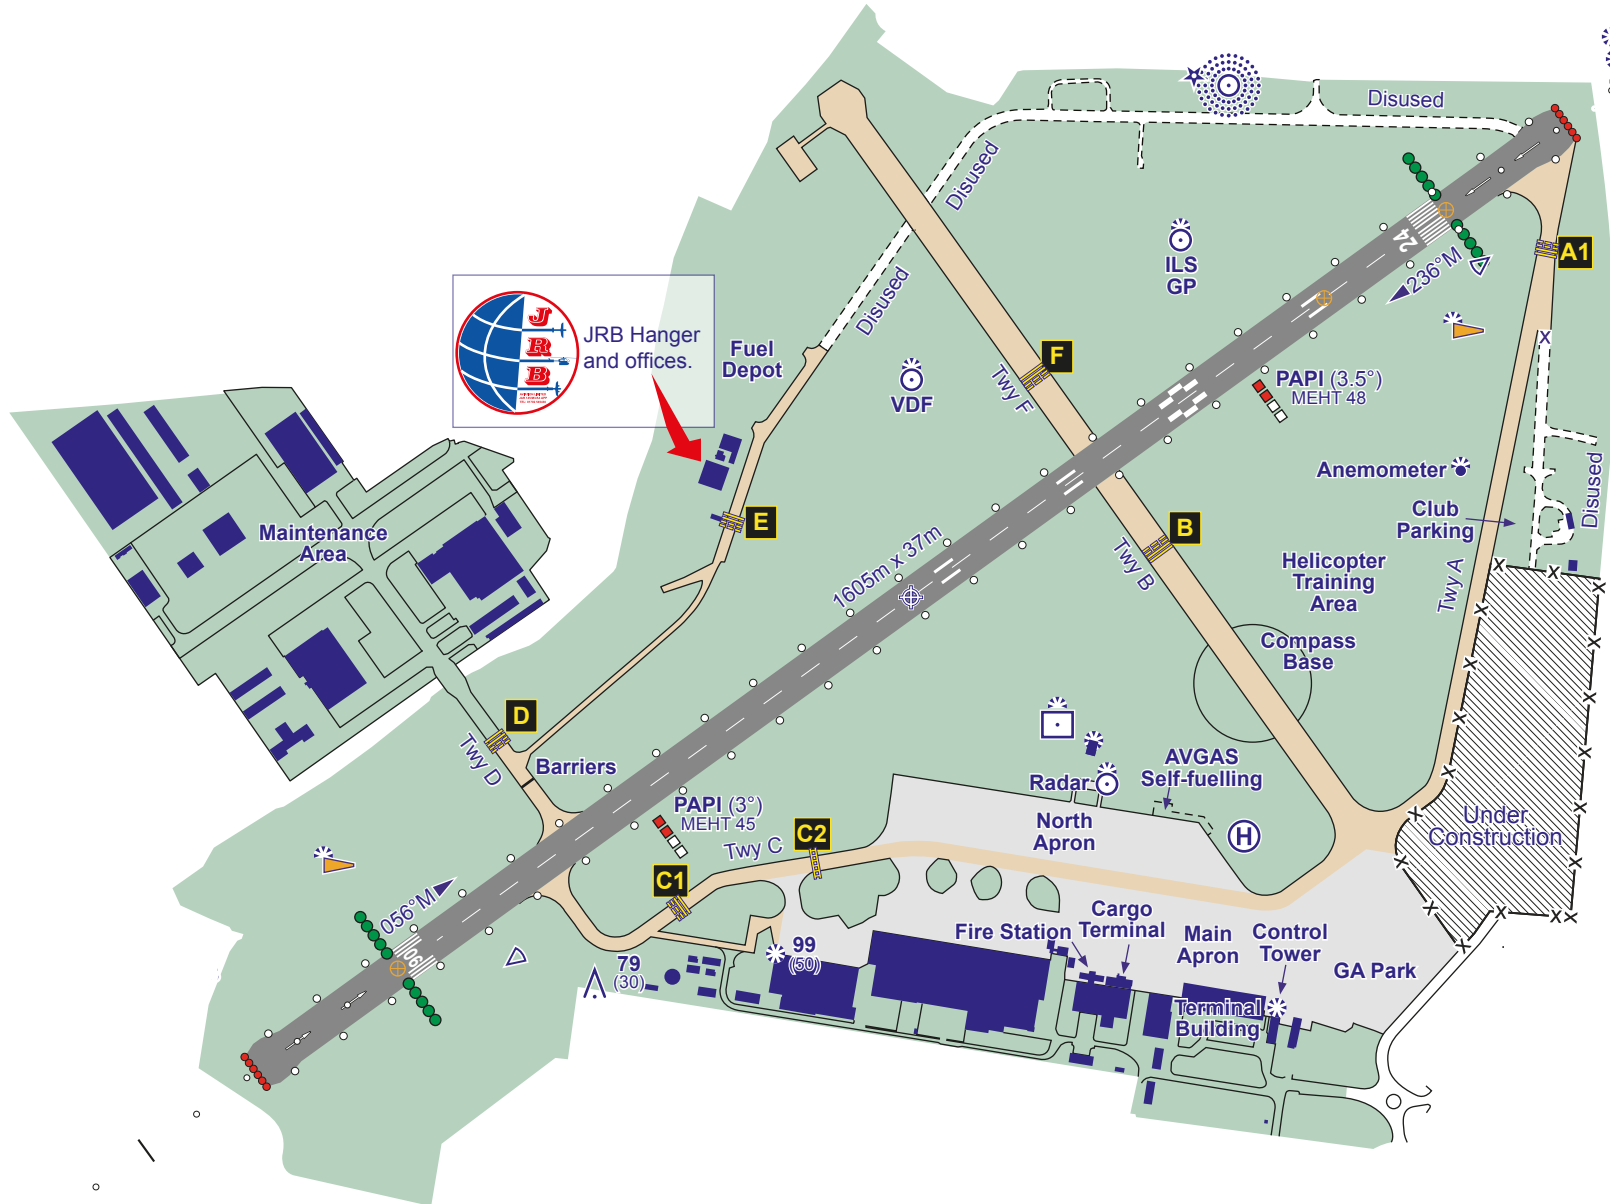 Disused
24
236°M
A1
ILS
GP
Disused
Disused
J
R
B
JRB Hanger
and offices.
Fuel
Depot
VDF
F
Twy F
PAPI (3.5°)
MEHT 48
X
Anemometer
Club
Parking
Disused
Maintenance
Area
E
1605m x 37m
B
Twy B
Helicopter
Training
Area
Twy A
Compass
Base
D
Twy D
Barriers
PAPI (3°)
MEHT 45
Radar
AVGAS
Self-fuelling
North
Apron
H
Under
Construction
Twy C
C2
C1
056°M
06
79
(30)
99
(50)
Fire Station
Cargo
Terminal
Main
Apron
Control
Tower
GA Park
Terminal
Building